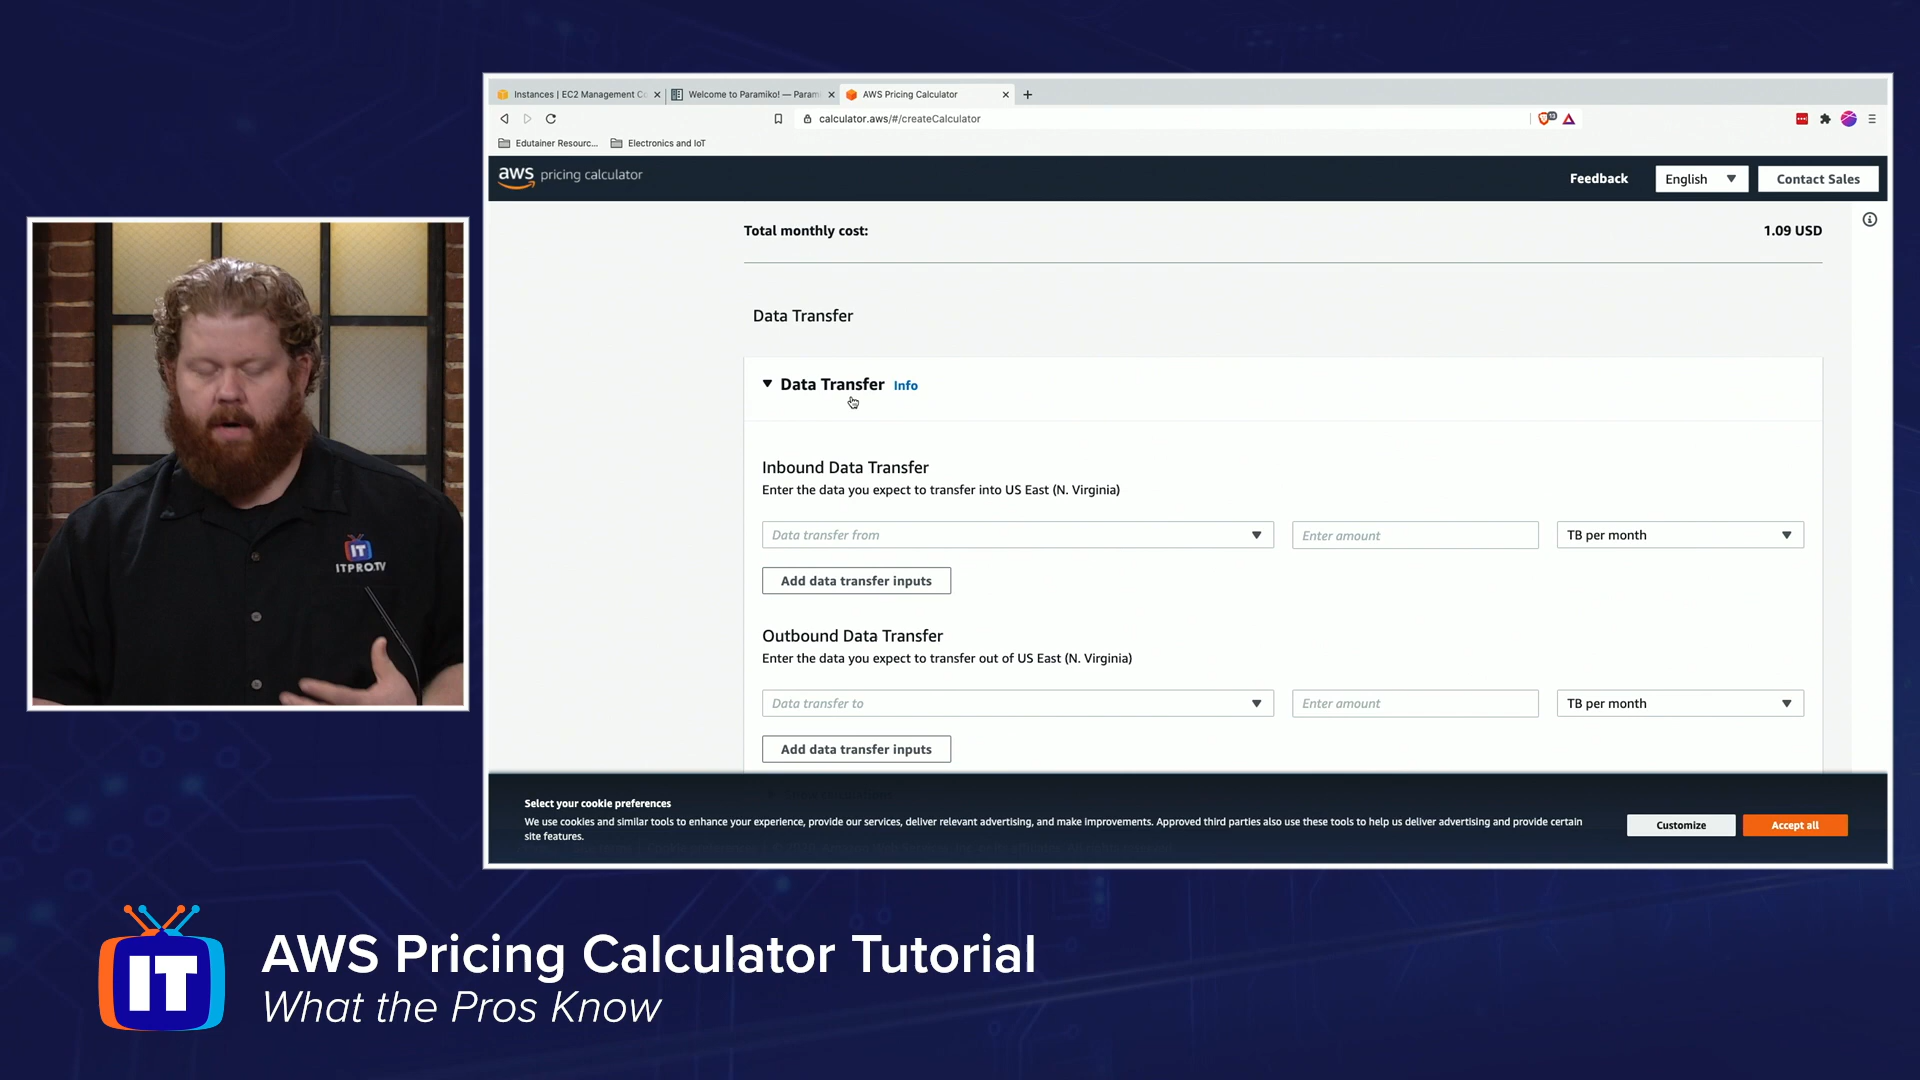 Instances | EC2 Management Co
Welcome to Paramiko! — Param
AWS Pricing Calculator
calculator.aws/#/createCalculator
Edutainer Resourc...
Electronics and IoT
aws pricing calculator
Feedback
English
Contact Sales
Total monthly cost:
1.09 USD
Data Transfer
Data Transfer Info
Inbound Data Transfer
Enter the data you expect to transfer into US East (N. Virginia)
Data transfer from
Enter amount
TB per month
Add data transfer inputs
Outbound Data Transfer
Enter the data you expect to transfer out of US East (N. Virginia)
Data transfer to
Enter amount
TB per month
Add data transfer inputs
Select your cookie preferences
We use cookies and similar tools to enhance your experience, provide our services, deliver relevant advertising, and make improvements. Approved third parties also use these tools to help us deliver advertising and provide certain
site features.
Customize
Accept all
IT
ITPRO.TV
IT
AWS Pricing Calculator Tutorial
What the Pros Know